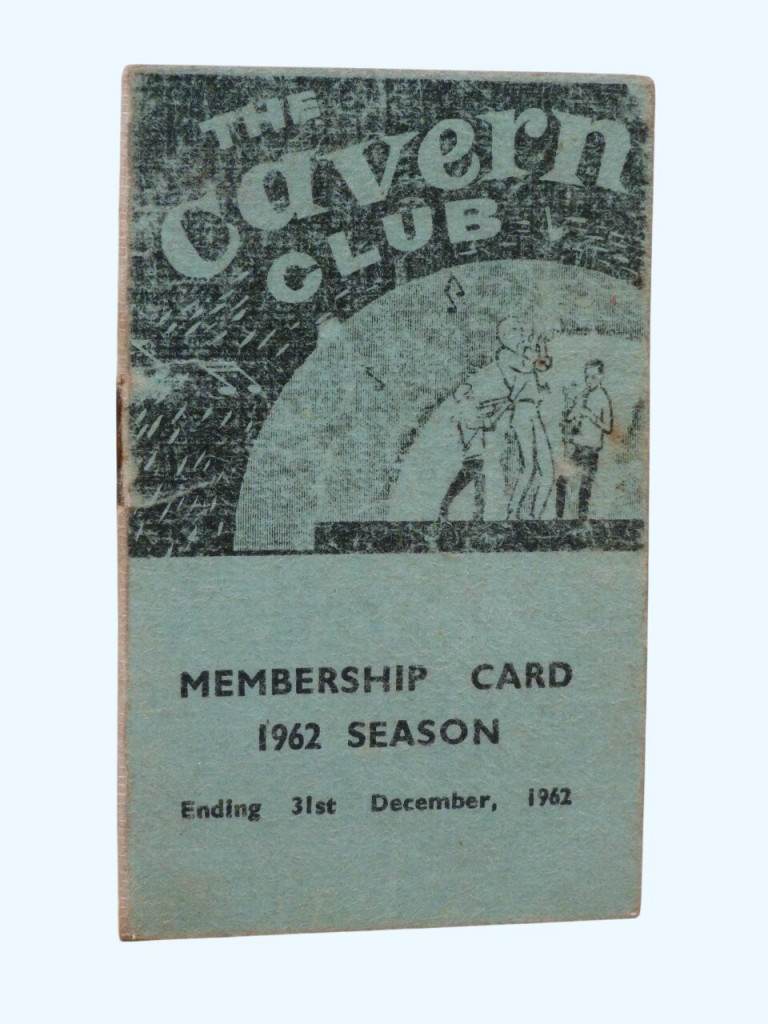 THE
Cavern
CLUB
MEMBERSHIP CARD
1962 SEASON
Ending 31st December, 1962